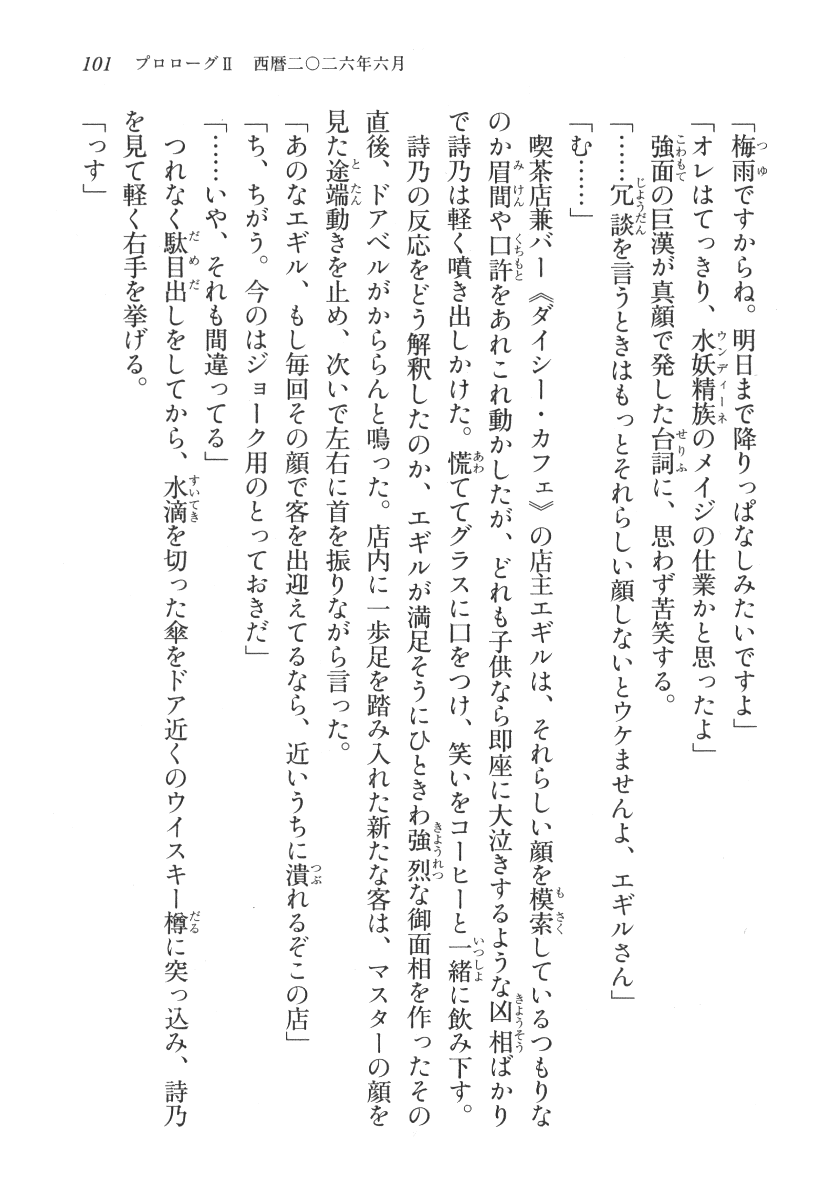 101　プロローグⅡ　西暦二〇二六年六月
「梅雨ですからね。明日まで降りっぱなしみたいですよ」
「オレはてっきり、水妖精族のメイジの仕業かと思ったよ」
強面の巨漢が真顔で発した台詞に、思わず苦笑する。
「……冗談を言うときはもっとそれらしい顔しないとウケませんよ、エギルさん」
「む……」
喫茶店兼バー《ダイシー・カフェ》の店主エギルは、それらしい顔を模索しているつもりな
のか眉間や口許をあれこれ動かしたが、どれも子供なら即座に大泣きするような凶相ばかり
で詩乃は軽く噴き出しかけた。慌ててグラスに口をつけ、笑いをコーヒーと一緒に飲み下す。
詩乃の反応をどう解釈したのか、エギルが満足そうにひときわ強烈な御面相を作ったその
直後、ドアベルがからんと鳴った。店内に一歩足を踏み入れた新たな客は、マスターの顔を
見た途端動きを止め、次いで左右に首を振りながら言った。
「あのなエギル、もし毎回その顔で客を出迎えてるなら、近いうちに潰れるぞこの店」
「ち、ちがう。今のはジョーク用のとっておきだ」
「……いや、それも間違ってる」
つれなく駄目出しをしてから、水滴を切った傘をドア近くのウイスキー樽に突っ込み、詩乃
を見て軽く右手を挙げる。
「っす」